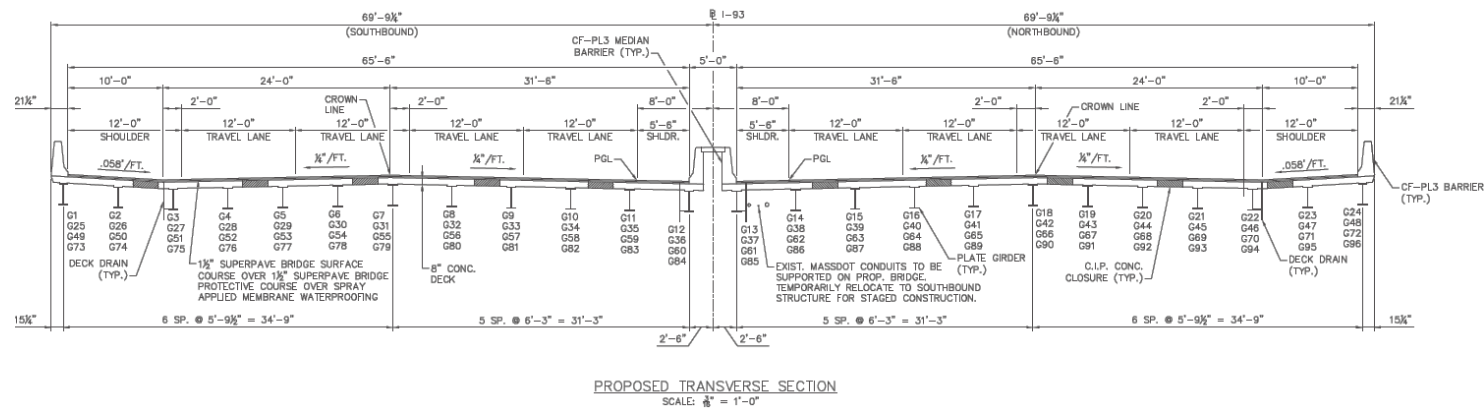 69'-9¼"
(SOUTHBOUND)
℄ I-93
69'-9¼"
(NORTHBOUND)
CF-PL3 MEDIAN
BARRIER (TYP.)
65'-6"
5'-0"
65'-6"
10'-0"
24'-0"
31'-6"
31'-6"
24'-0"
10'-0"
21¼"
2'-0"
CROWN
LINE
2'-0"
8'-0"
8'-0"
2'-0"
CROWN LINE
2'-0"
21¼"
12'-0"
SHOULDER
12'-0"
TRAVEL LANE
12'-0"
TRAVEL LANE
12'-0"
TRAVEL LANE
12'-0"
TRAVEL LANE
5'-6"
SHLDR.
5'-6"
SHLDR.
12'-0"
TRAVEL LANE
12'-0"
TRAVEL LANE
12'-0"
TRAVEL LANE
12'-0"
TRAVEL LANE
12'-0"
SHOULDER
.058'/FT.
¼"/FT.
¼"/FT.
PGL
PGL
¼"/FT.
¼"/FT.
.058'/FT.
CF-PL3 BARRIER
(TYP.)
G1
G25
G49
G73
G2
G26
G50
G74
G3
G27
G51
G75
G4
G28
G52
G76
G5
G29
G53
G77
G6
G30
G54
G78
G7
G31
G55
G79
G8
G32
G56
G80
G9
G33
G57
G81
G10
G34
G58
G82
G11
G35
G59
G83
G12
G36
G60
G84
G13
G37
G61
G85
G14
G38
G62
G86
G15
G39
G63
G87
G16
G40
G64
G88
G17
G41
G65
G89
G18
G42
G66
G90
G19
G43
G67
G91
G20
G44
G68
G92
G21
G45
G69
G93
G22
G46
G70
G94
G23
G47
G71
G95
G24
G48
G72
G96
DECK DRAIN
(TYP.)
1½" SUPERPAVE BRIDGE SURFACE
COURSE OVER 1½" SUPERPAVE BRIDGE
PROTECTIVE COURSE OVER SPRAY
APPLIED MEMBRANE WATERPROOFING
8" CONC.
DECK
EXIST. MASSDOT CONDUITS TO BE
SUPPORTED ON PROP. BRIDGE.
TEMPORARILY RELOCATE TO SOUTHBOUND
STRUCTURE FOR STAGED CONSTRUCTION.
PLATE GIRDER
(TYP.)
C.I.P. CONC.
CLOSURE (TYP.)
DECK DRAIN
(TYP.)
15¼"
6 SP. @ 5'-9½" = 34'-9"
5 SP. @ 6'-3" = 31'-3"
5 SP. @ 6'-3" = 31'-3"
6 SP. @ 5'-9½" = 34'-9"
15¼"
2'-6"
2'-6"
PROPOSED TRANSVERSE SECTION
SCALE: 3/16" = 1'-0"